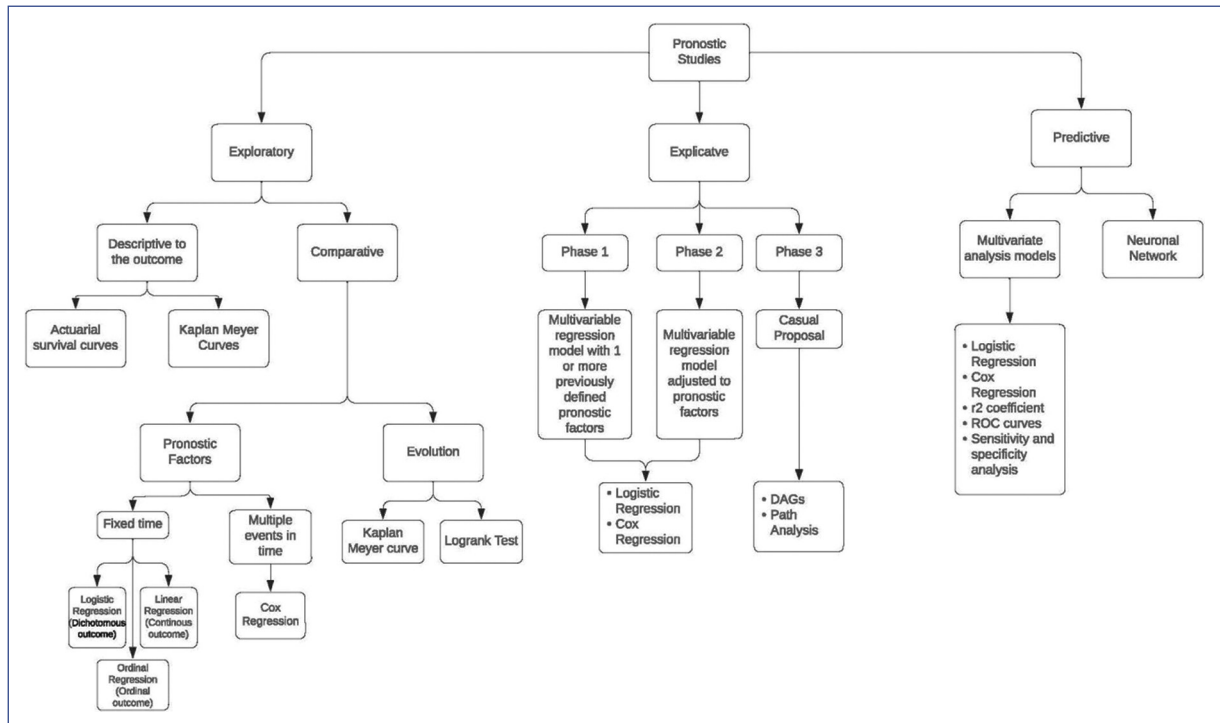 Pronostic
Studies
Exploratory
Explicatve
Predictive
Descriptive to
the outcome
Comparative
Phase 1
Phase 2
Phase 3
Multivariate
analysis models
Neuronal
Network
Actuarial
survival curves
Kaplan Meyer
Curves
Multivariable
regression
model with 1
or more
previously
defined
pronostic
factors
Multivariable
regression
model
adjusted to
pronostic
factors
Casual
Proposal
• Logistic
Regression
• Cox
Regression
• r2 coefficient
• ROC curves
• Sensitivity and
specificity
analysis
Pronostic
Factors
Evolution
• Logistic
Regression
• Cox
Regression
• DAGs
• Path
Analysis
Fixed time
Multiple
events in
time
Kaplan
Meyer curve
Logrank Test
Logistic
Regression
(Dichotomous
outcome)
Linear
Regression
(Continous
outcome)
Cox
Regression
Ordinal
Regression
(Ordinal
outcome)